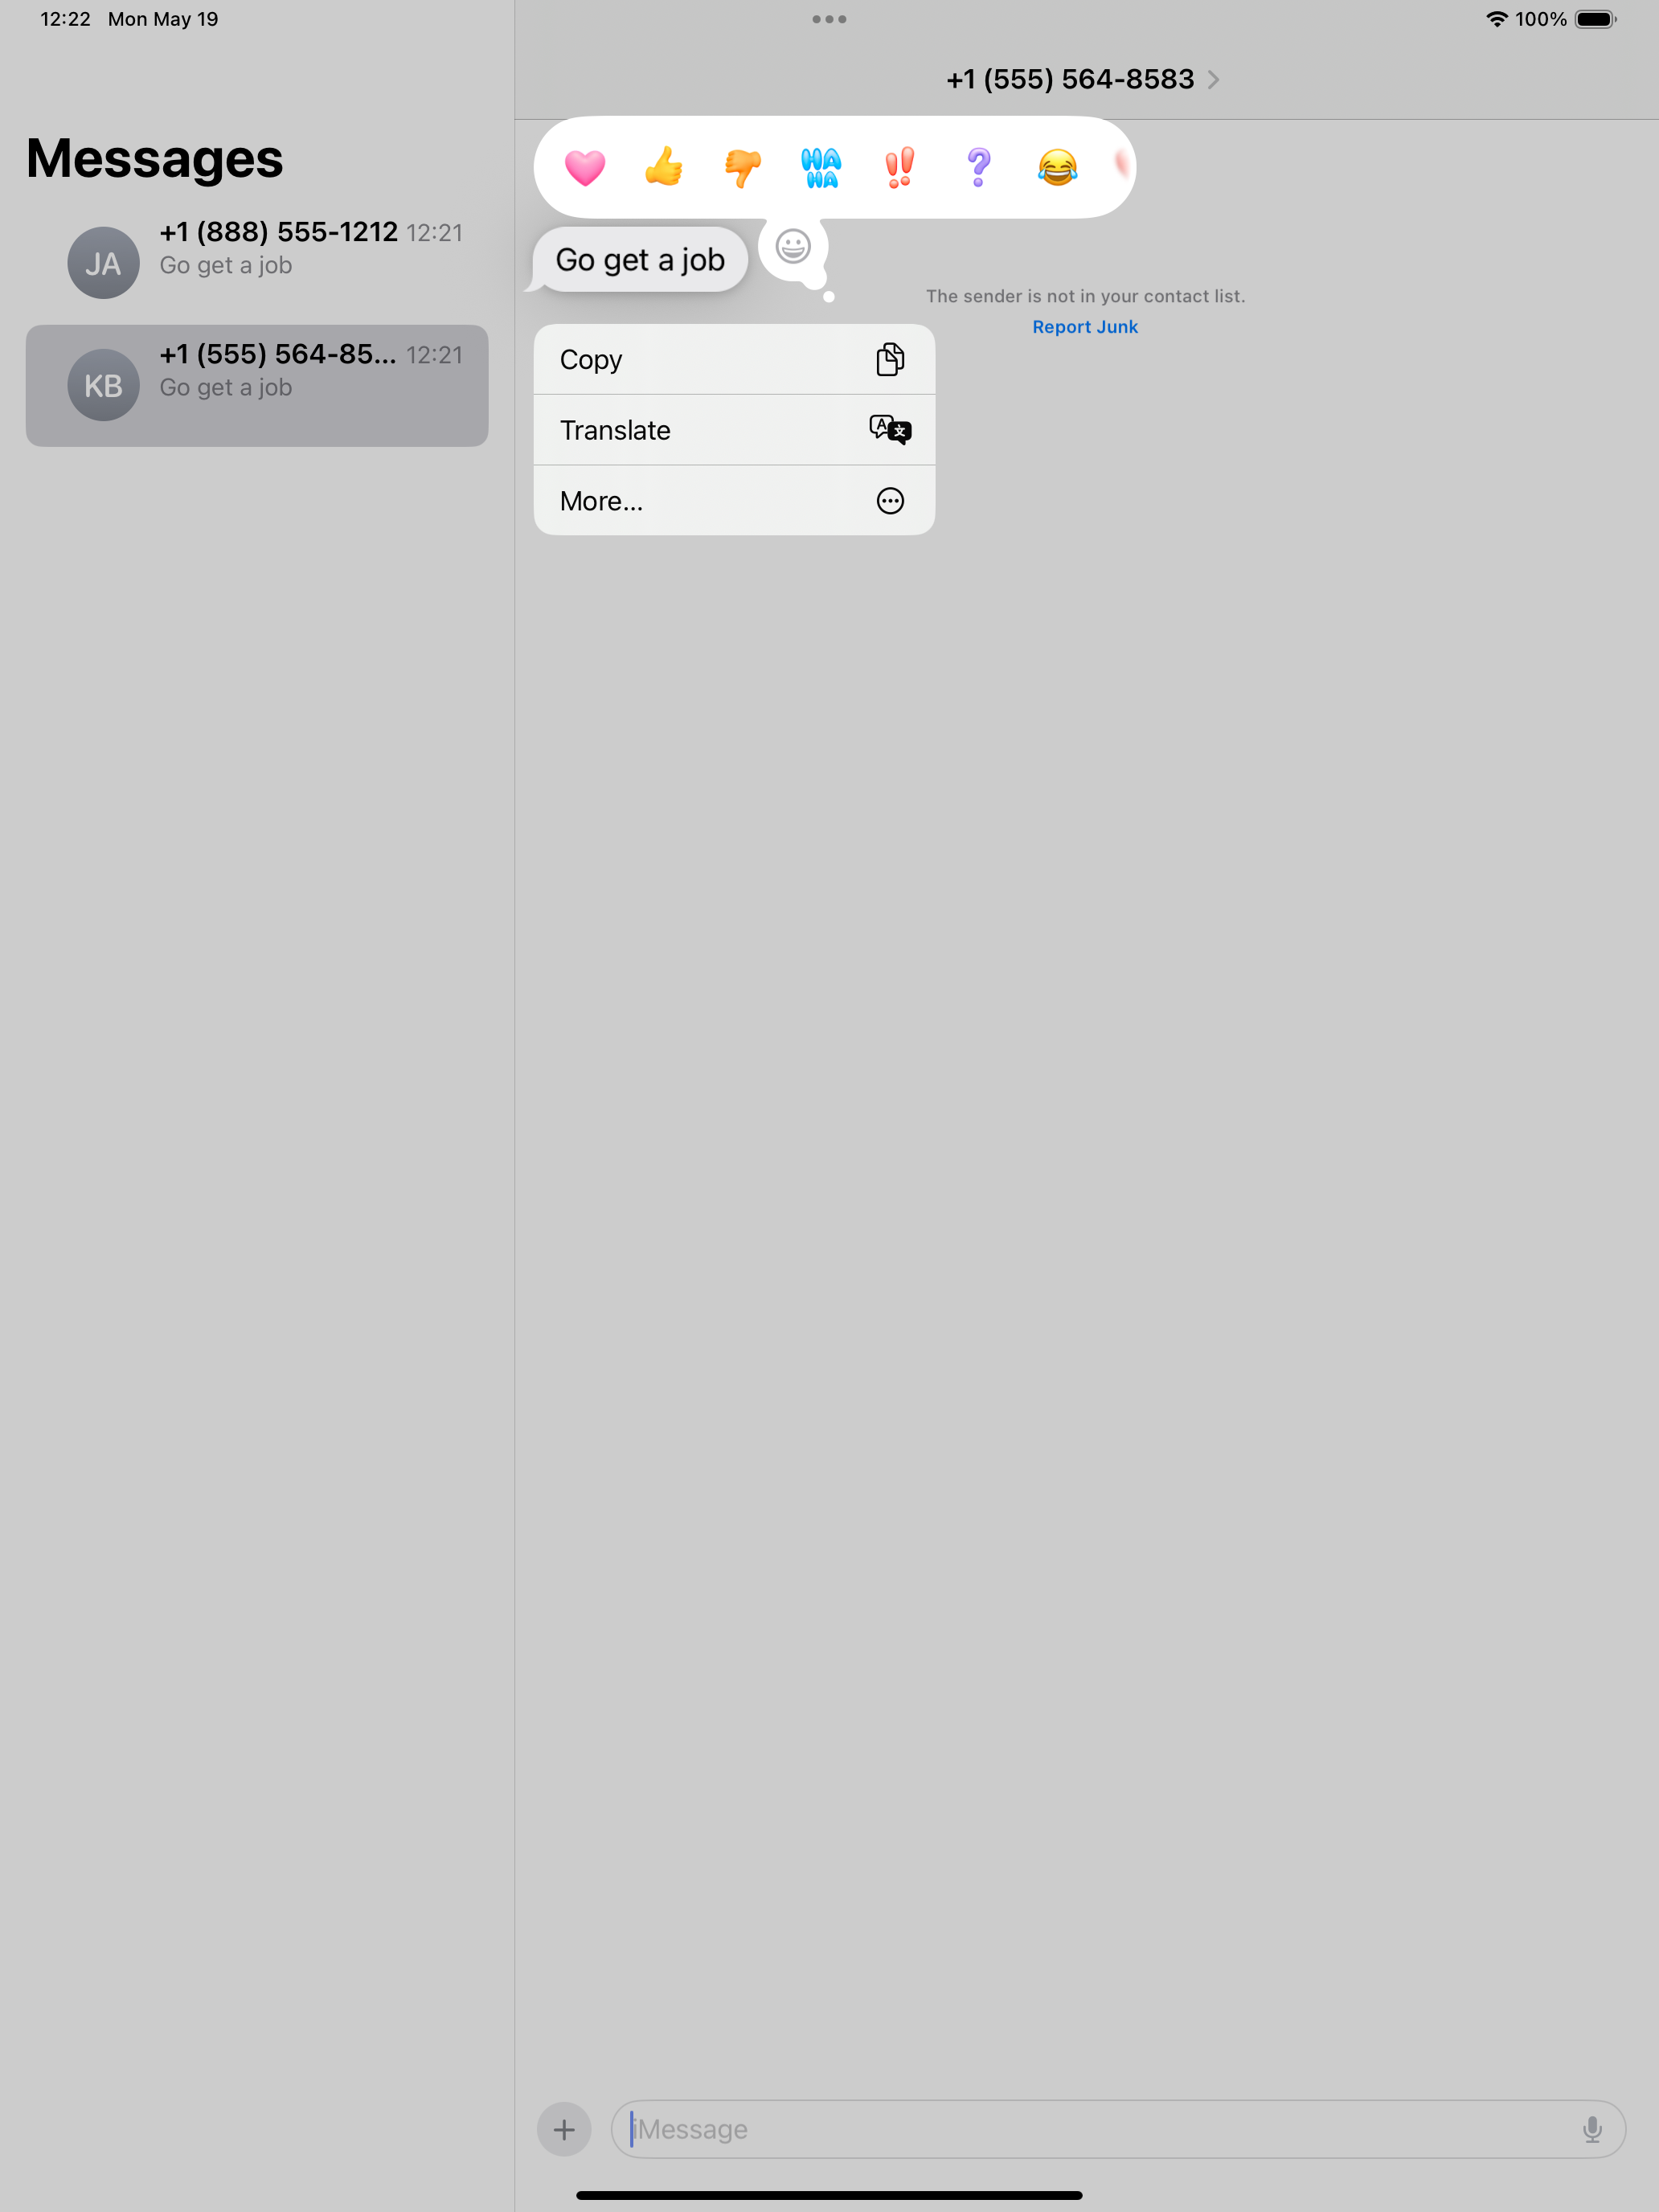 12:22 Mon May 19
100%
Messages
JA
+1 (888) 555-1212 12:21
Go get a job
KB
+1 (555) 564-85... 12:21
Go get a job
+1 (555) 564-8583
HA HA
‼️ ❓
Go get a job
The sender is not in your contact list.
Report Junk
Copy
Translate
A 文
More...
iMessage